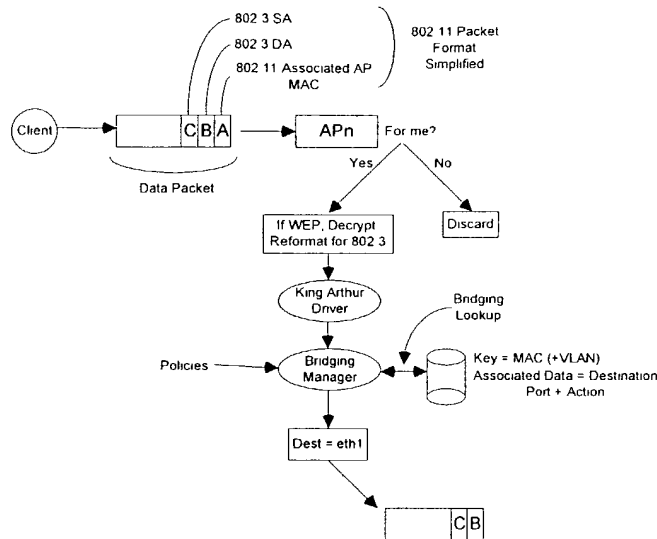 802 3 SA
802 3 DA
802 11 Associated AP
MAC
802 11 Packet
Format
Simplified
Client
C B A
APn
For me?
Data Packet
Yes
No
If WEP, Decrypt
Reformat for 802 3
Discard
King Arthur
Driver
Bridging
Lookup
Policies
Bridging
Manager
Key = MAC (+VLAN)
Associated Data = Destination
Port + Action
Dest = eth1
C B